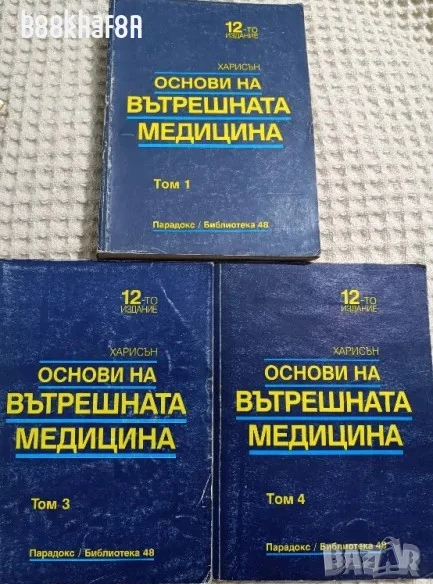 bookhafOn
12-ТО
ИЗДАНИЕ
ХАРИСЪН
ОСНОВИ НА
ВЪТРЕШНАТА
МЕДИЦИНА
Том 1
Парадокс / Библиотека 48
12-ТО
ИЗДАНИЕ
ХАРИСЪН
ОСНОВИ НА
ВЪТРЕШНАТА
МЕДИЦИНА
Том 3
Парадокс / Библиотека 48
12-ТО
ИЗДАНИЕ
ХАРИСЪН
ОСНОВИ НА
ВЪТРЕШНАТА
МЕДИЦИНА
Том 4
Парадокс / Библиотека 48
BAZAR